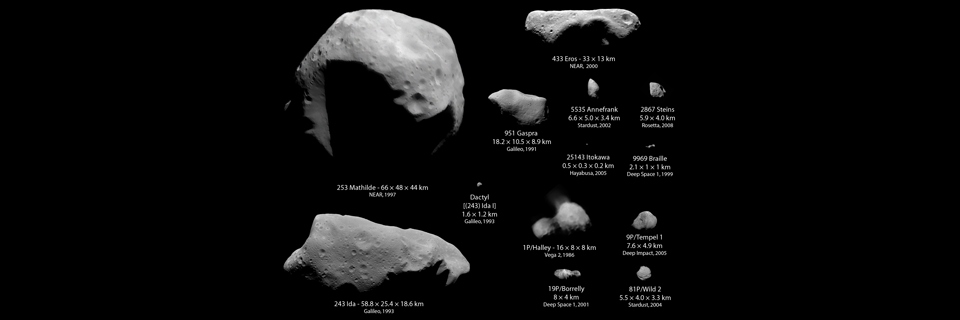 433 Eros - 33 × 13 km
NEAR, 2000
5535 Annefrank
6.6 × 5.0 × 3.4 km
Stardust, 2002
2867 Steins
5.9 × 4.0 km
Rosetta, 2008
951 Gaspra
18.2 × 10.5 × 8.9 km
Galileo, 1991
25143 Itokawa
0.5 × 0.3 × 0.2 km
Hayabusa, 2005
9969 Braille
2.1 × 1 × 1 km
Deep Space 1, 1999
253 Mathilde - 66 × 48 × 44 km
NEAR, 1997
Dactyl
[(243) Ida I]
1.6 × 1.2 km
Galileo, 1993
1P/Halley - 16 × 8 × 8 km
Vega 2, 1986
9P/Tempel 1
7.6 × 4.9 km
Deep Impact, 2005
243 Ida - 58.8 × 25.4 × 18.6 km
Galileo, 1993
19P/Borrelly
8 × 4 km
Deep Space 1, 2001
81P/Wild 2
5.5 × 4.0 × 3.3 km
Stardust, 2004